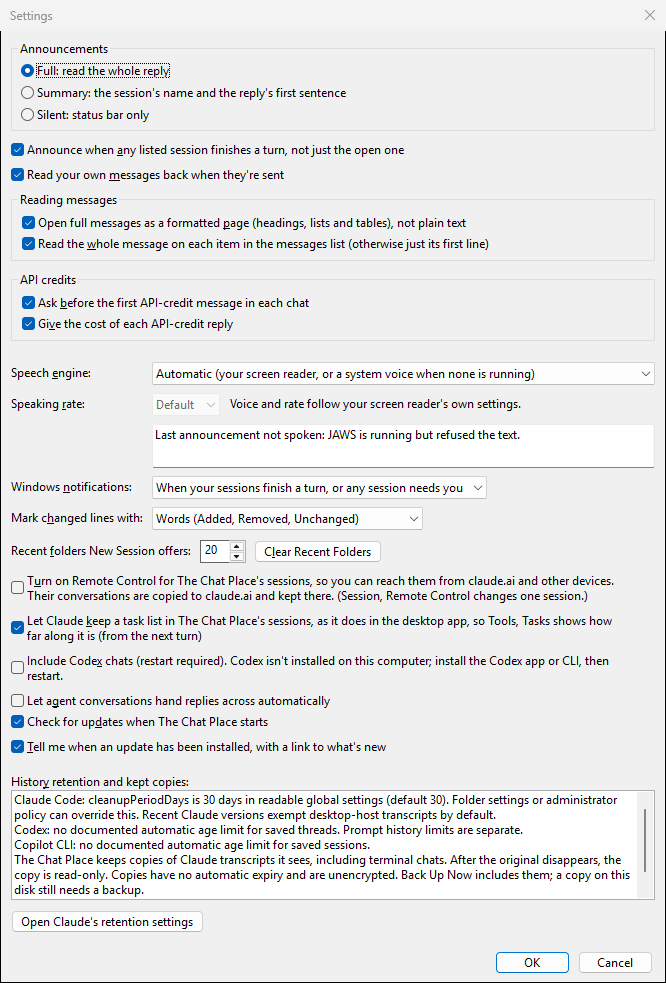 Settings
Announcements
Full: read the whole reply
Summary: the session's name and the reply's first sentence
Silent: status bar only
Announce when any listed session finishes a turn, not just the open one
Read your own messages back when they're sent
Reading messages
Open full messages as a formatted page (headings, lists and tables), not plain text
Read the whole message on each item in the messages list (otherwise just its first line)
API credits
Ask before the first API-credit message in each chat
Give the cost of each API-credit reply
Speech engine: Automatic (your screen reader, or a system voice when none is running)
Speaking rate: Default Voice and rate follow your screen reader's own settings.
Last announcement not spoken: JAWS is running but refused the text.
Windows notifications: When your sessions finish a turn, or any session needs you
Mark changed lines with: Words (Added, Removed, Unchanged)
Recent folders New Session offers: 20 Clear Recent Folders
Turn on Remote Control for The Chat Place's sessions, so you can reach them from claude.ai and other devices.
Their conversations are copied to claude.ai and kept there. (Session, Remote Control changes one session.)
Let Claude keep a task list in The Chat Place's sessions, as it does in the desktop app, so Tools, Tasks shows how
far along it is (from the next turn)
Include Codex chats (restart required). Codex isn't installed on this computer; install the Codex app or CLI, then
restart.
Let agent conversations hand replies across automatically
Check for updates when The Chat Place starts
Tell me when an update has been installed, with a link to what's new
History retention and kept copies:
Claude Code: cleanupPeriodDays is 30 days in readable global settings (default 30). Folder settings or administrator
policy can override this. Recent Claude versions exempt desktop-host transcripts by default.
Codex: no documented automatic age limit for saved threads. Prompt history limits are separate.
Copilot CLI: no documented automatic age limit for saved sessions.
The Chat Place keeps copies of Claude transcripts it sees, including terminal chats. After the original disappears, the
copy is read-only. Copies have no automatic expiry and are unencrypted. Back Up Now includes them; a copy on this
disk still needs a backup.
Open Claude's retention settings
OK Cancel